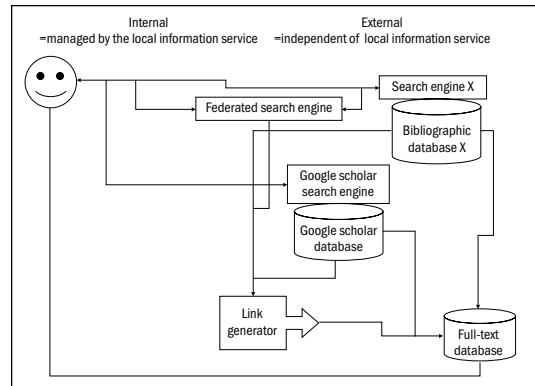 Internal
=managed by the local information service
External
=independent of local information service
Search engine X
Federated search engine
Bibliographic
database X
Google scholar
search engine
Google scholar
database
Link
generator
Full-text
database